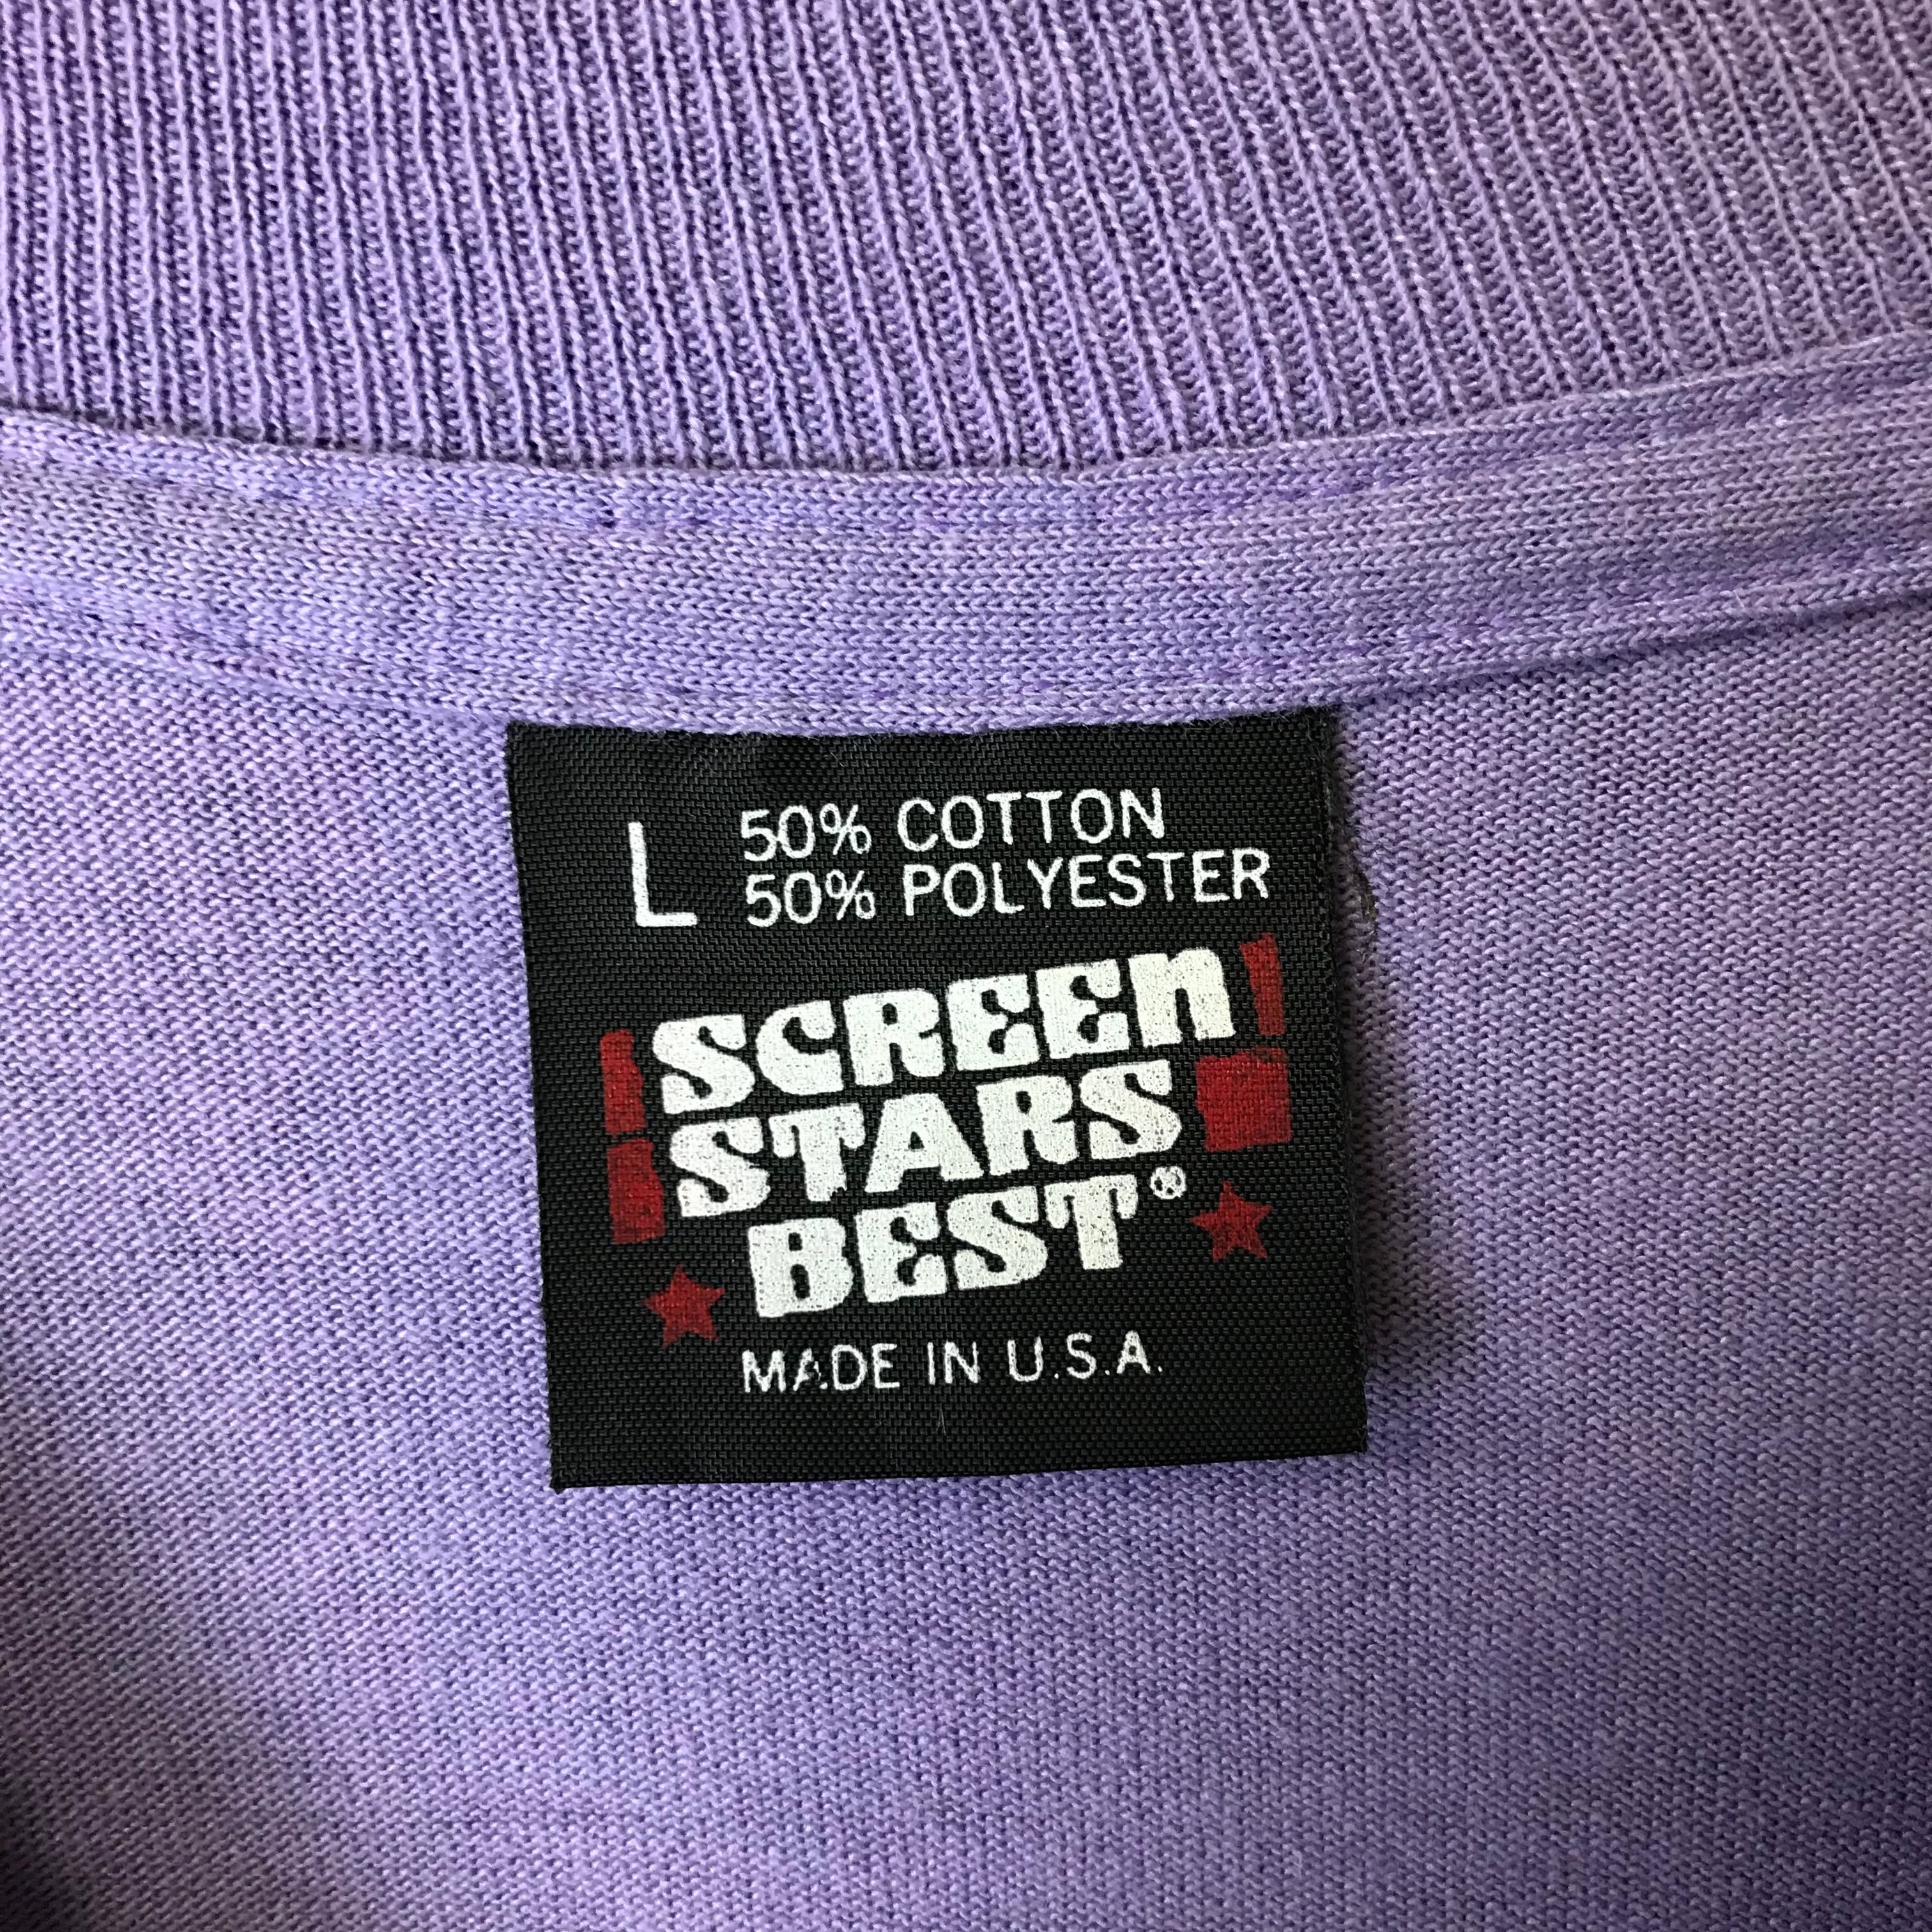 L 50% COTTON
50% POLYESTER
SCREEN
STARS
BEST®
MADE IN U.S.A.